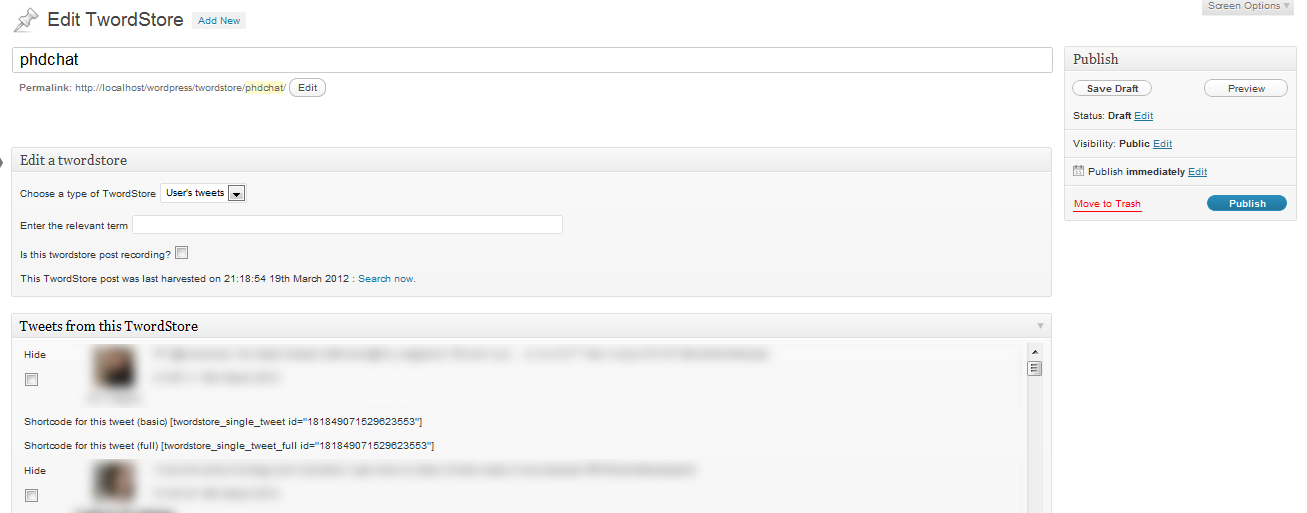 Screen Options
Edit TwordStore Add New
phdchat
Permalink: http://localhost/wordpress/twordstore/phdchat/ Edit
Edit a twordstore
Choose a type of TwordStore User's tweets
Enter the relevant term
Is this twordstore post recording?
This TwordStore post was last harvested on 21:18:54 19th March 2012 : Search now.
Tweets from this TwordStore
Hide
Shortcode for this tweet (basic) [twordstore_single_tweet id="181849071529623553"]
Shortcode for this tweet (full) [twordstore_single_tweet_full id="181849071529623553"]
Hide
Publish
Save Draft Preview
Status: Draft Edit
Visibility: Public Edit
Publish immediately Edit
Move to Trash Publish